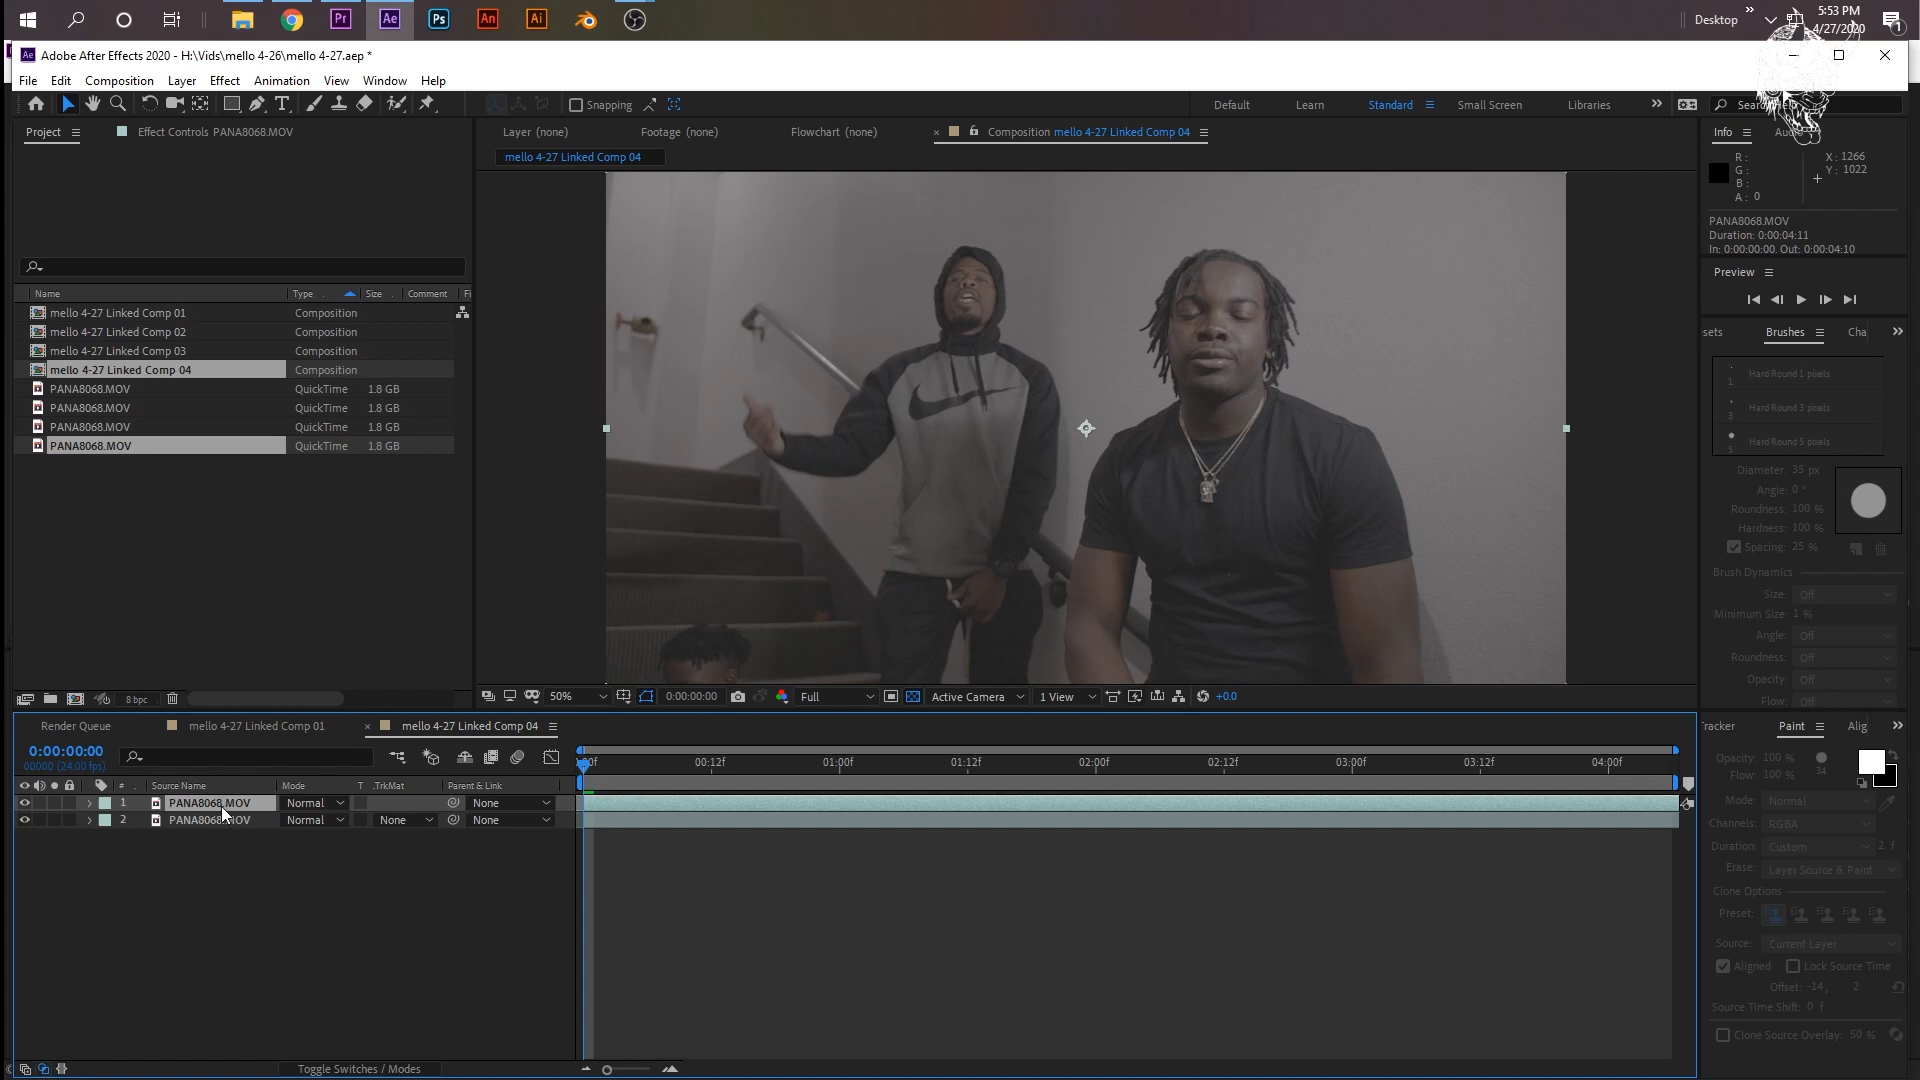 Desktop
5:53 PM
4/27/2020
Adobe After Effects 2020 - H:\Vids\mello 4-26\mello 4-27.aep *
File Edit Composition Layer Effect Animation View Window Help
Snapping
Default Learn Standard Small Screen Libraries
Project Effect Controls PANA8068.MOV
Layer (none) Footage (none) Flowchart (none) Composition mello 4-27 Linked Comp 04
mello 4-27 Linked Comp 04
Name Type Size Comment Fi
mello 4-27 Linked Comp 01 Composition
mello 4-27 Linked Comp 02 Composition
mello 4-27 Linked Comp 03 Composition
mello 4-27 Linked Comp 04 Composition
PANA8068.MOV QuickTime 1.8 GB
PANA8068.MOV QuickTime 1.8 GB
PANA8068.MOV QuickTime 1.8 GB
PANA8068.MOV QuickTime 1.8 GB
8 bpc
50% 0:00:00:00 Full Active Camera 1 View +0.0
Info
R: X: 1266
G: Y: 1022
B:
A: 0
PANA8068.MOV
Duration: 0:00:04:11
In: 0:00:00:00, Out: 0:00:04:10
Preview
sets Brushes Cha
1 Hard Round 1 pixels
3 Hard Round 3 pixels
5 Hard Round 5 pixels
Diameter: 35 px
Angle: 0 °
Roundness: 100 %
Hardness: 100 %
Spacing: 25 %
Brush Dynamics
Size: Off
Minimum Size: 1 %
Angle: Off
Roundness: Off
Opacity: Off
Flow: Off
Render Queue mello 4-27 Linked Comp 01 mello 4-27 Linked Comp 04
0:00:00:00
00000 (24.00 fps)
00:12f 01:00f 01:12f 02:00f 02:12f 03:00f 03:12f 04:00f
# Source Name Mode T .TrkMat Parent & Link
1 PANA8068.MOV Normal None
2 PANA8068.MOV Normal None None
Toggle Switches / Modes
racker Paint Alig
Opacity: 100 %
Flow: 100 % 34
Mode: Normal
Channels: RGBA
Duration: Custom 2 f
Erase: Layer Source & Paint
Clone Options
Preset:
Source: Current Layer
Aligned Lock Source Time
Offset: -14, 2
Source Time Shift: 0 f
Clone Source Overlay: 50 %